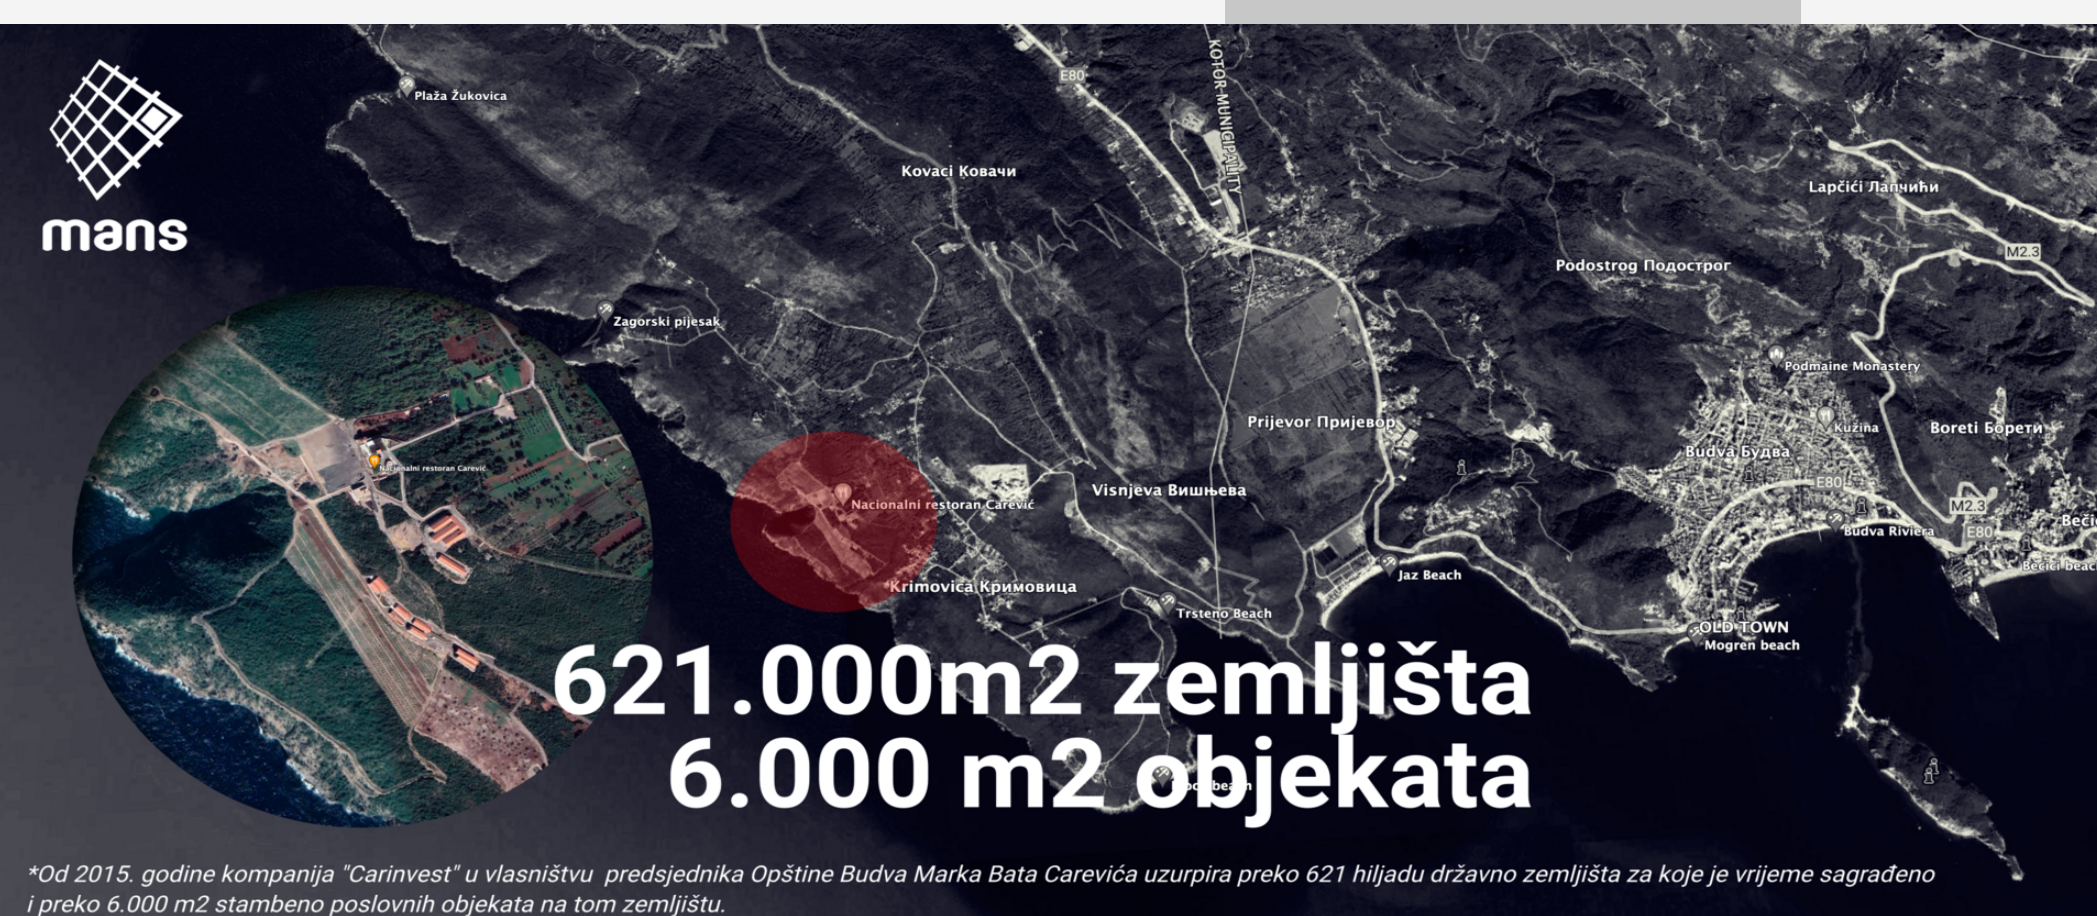 KOTOR MUNICIPALITY
E80
Plaža Žukovica
mans
Kovaci Ковачи
Lapčići Лапчићи
M2.3
Podostrog Подострог
Zagorski pijesak
Podmaine Monastery
Prijevor Пријевор
Kužina
Boreti Борети
Budva Будва
Nacionalni restoran Carević
E80
Visnjeva Вишњева
Nacionalni restoran Carević
M2.3
Budva Riviera
E80
Bečići beac
Jaz Beach
Krimovica Кримовица
Trsteno Beach
OLD TOWN
Mogren beach
621.000m2 zemljišta
6.000 m2 objekata
*Od 2015. godine kompanija "Carinvest" u vlasništvu predsjednika Opštine Budva Marka Bata Carevića uzurpira preko 621 hiljadu državno zemljišta za koje je vrijeme sagrađeno
i preko 6.000 m2 stambeno poslovnih objekata na tom zemljištu.